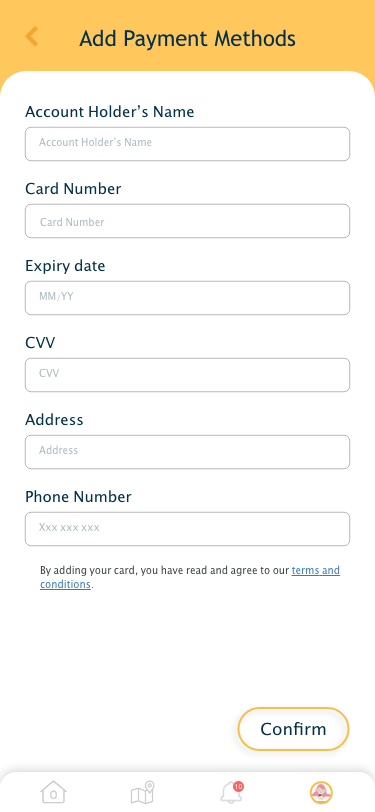 Add Payment Methods
Account Holder's Name
Account Holder's Name
Card Number
Card Number
Expiry date
MM/YY
CVV
CVV
Address
Address
Phone Number
Xxx xxx xxx
By adding your card, you have read and agree to our terms and
conditions.
Confirm
10